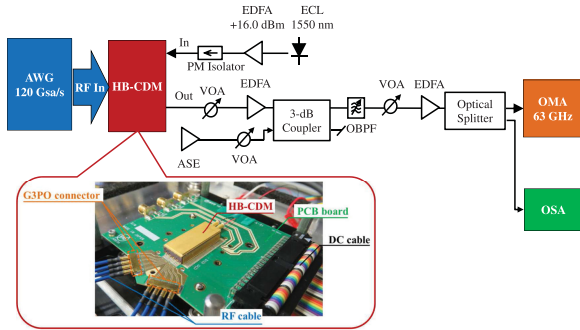 EDFA
+16.0 dBm
ECL
1550 nm
AWG
120 Gsa/s
RF In
HB-CDM
In
PM Isolator
Out
VOA
EDFA
ASE
VOA
3-dB
Coupler
OBPF
VOA
EDFA
Optical
Splitter
OMA
63 GHz
OSA
G3PO connector
HB-CDM
PCB board
DC cable
RF cable